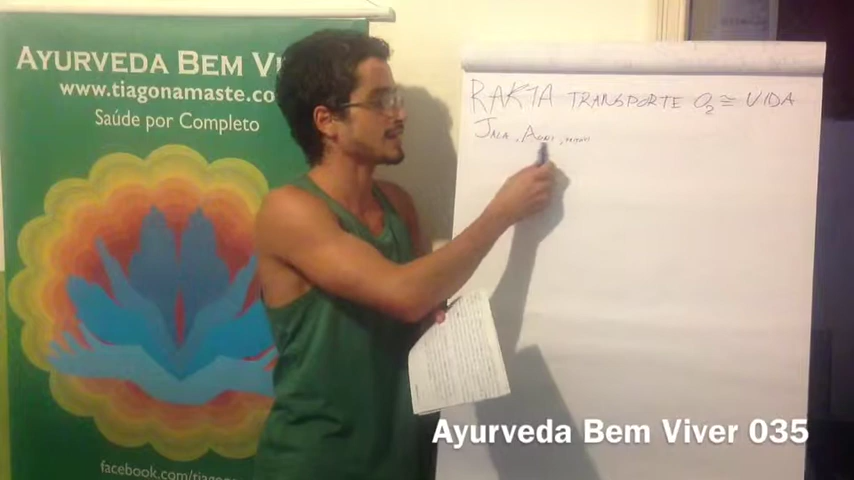 AYURVEDA BEM VIV
www.tiagonamaste.co
Saúde por Completo
facebook.com/tiago
RAKTA TRANSPORTE O₂ ≅ VIDA
JALA, AGNI,
Ayurveda Bem Viver 035